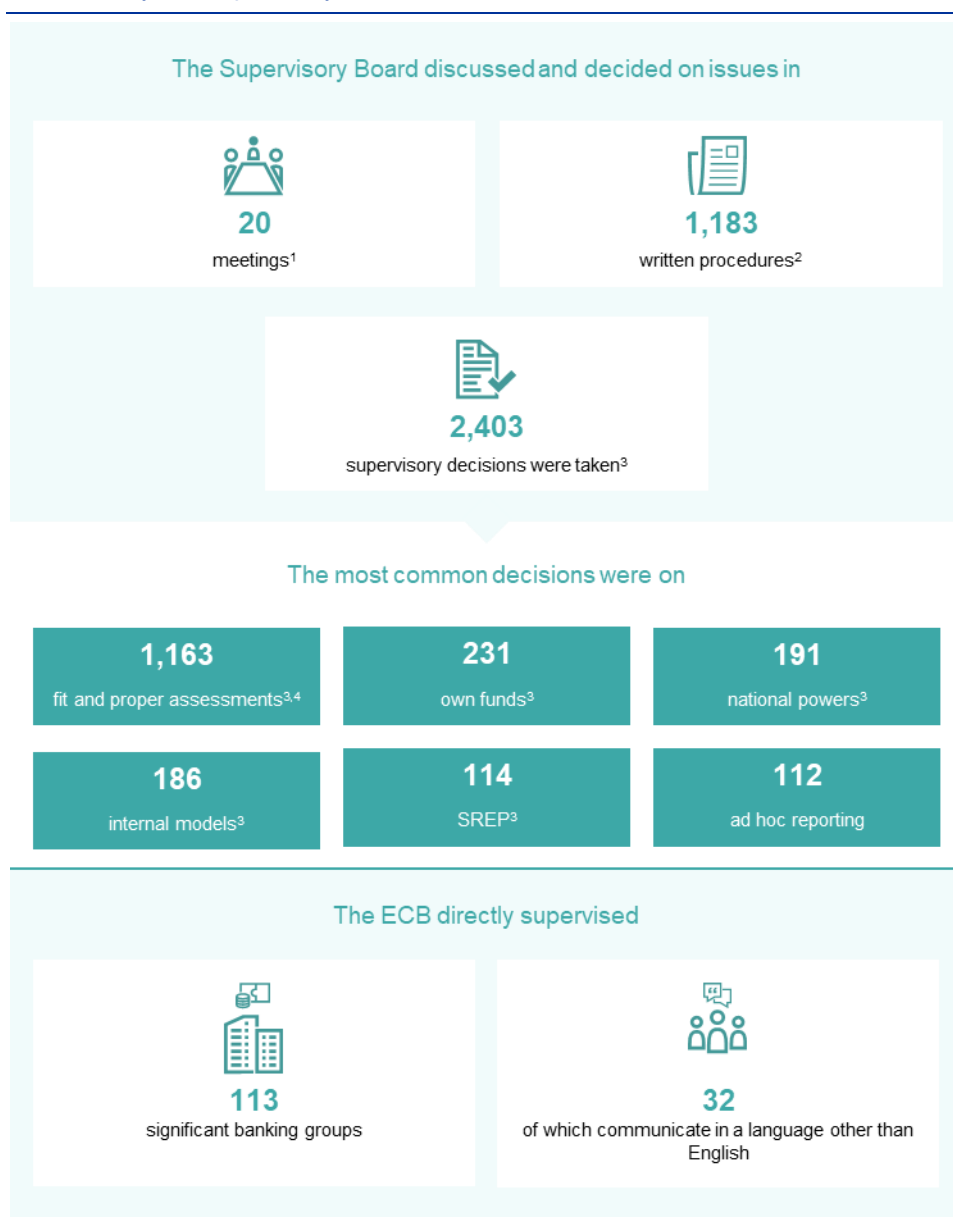 The Supervisory Board discussed and decided on issues in
20
meetings¹
1,183
written procedures²
2,403
supervisory decisions were taken³
The most common decisions were on
1,163
fit and proper assessments³,⁴
231
own funds³
191
national powers³
186
internal models³
114
SREP³
112
ad hoc reporting
The ECB directly supervised
113
significant banking groups
32
of which communicate in a language other than
English